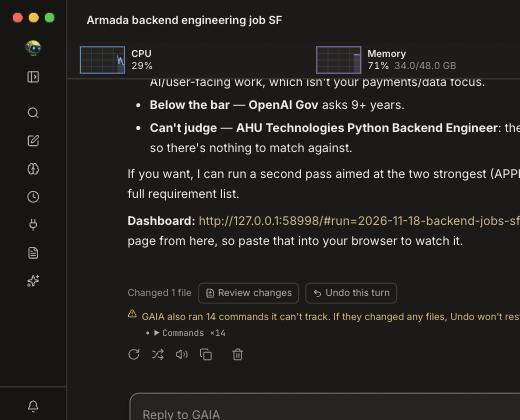 Armada backend engineering job SF
CPU
29%
Memory
71% 34.0/48.0 GB
AI/user-facing work, which isn't your payments/data focus.
• Below the bar — OpenAI Gov asks 9+ years.
• Can't judge — AHU Technologies Python Backend Engineer: the
so there's nothing to match against.
If you want, I can run a second pass aimed at the two strongest (APP
full requirement list.
Dashboard: http://127.0.0.1:58998/#run=2026-11-18-backend-jobs-sf
page from here, so paste that into your browser to watch it.
Changed 1 file Review changes Undo this turn
GAIA also ran 14 commands it can't track. If they changed any files, Undo won't rest
• ▶ Commands ×14
Reply to GAIA